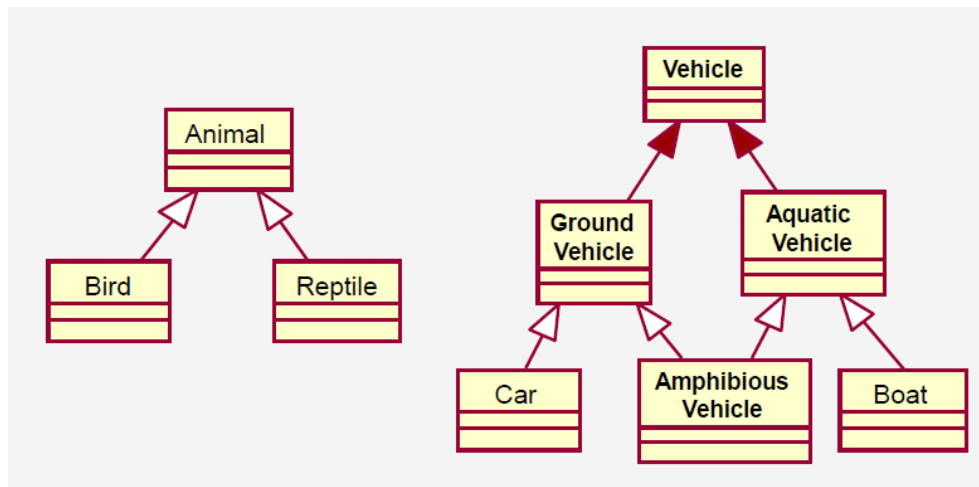 Animal
Bird
Reptile
Vehicle
Ground
Vehicle
Aquatic
Vehicle
Car
Amphibious
Vehicle
Boat